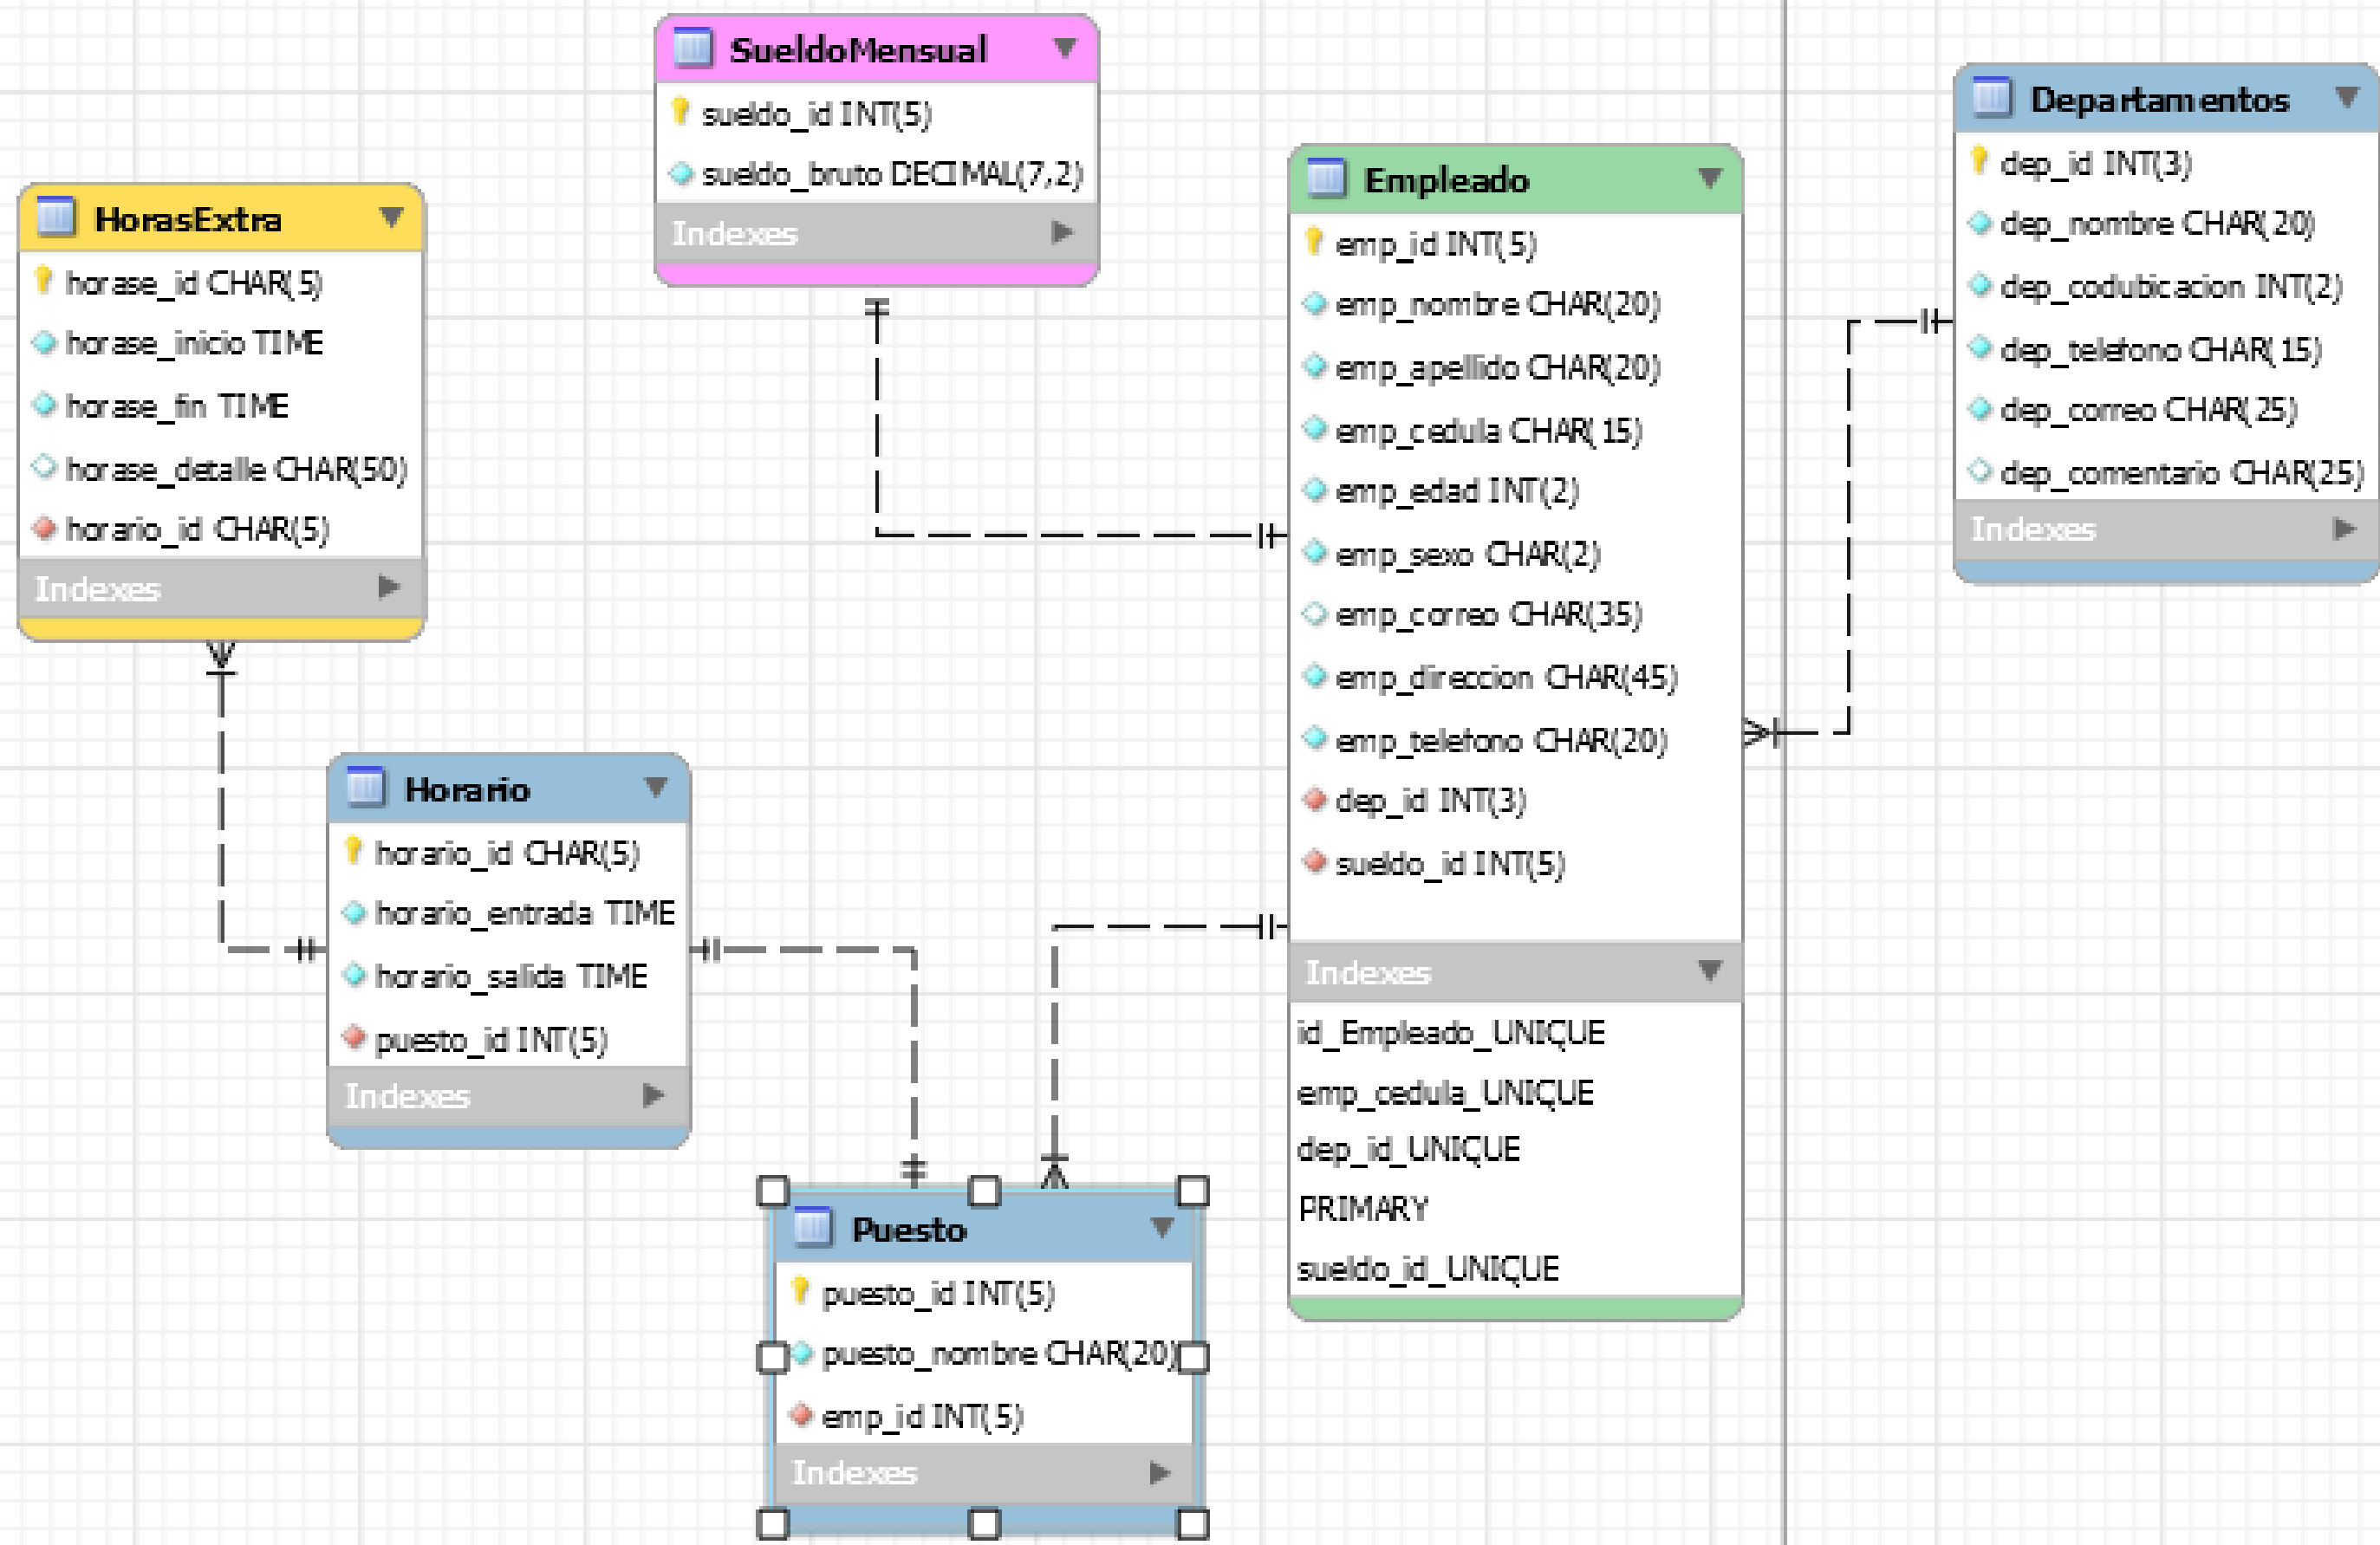 SueldoMensual
sueldo_id INT(5)
sueldo_bruto DECIMAL(7,2)
Indexes
HorasExtra
horase_id CHAR(5)
horase_inicio TIME
horase_fin TIME
horase_detalle CHAR(50)
horario_id CHAR(5)
Indexes
Empleado
emp_id INT(5)
emp_nombre CHAR(20)
emp_apellido CHAR(20)
emp_cedula CHAR(15)
emp_edad INT(2)
emp_sexo CHAR(2)
emp_correo CHAR(35)
emp_direccion CHAR(45)
emp_telefono CHAR(20)
dep_id INT(3)
sueldo_id INT(5)
Indexes
id_Empleado_UNIQUE
emp_cedula_UNIQUE
dep_id_UNIQUE
PRIMARY
sueldo_id_UNIQUE
Departamentos
dep_id INT(3)
dep_nombre CHAR(20)
dep_codubicacion INT(2)
dep_telefono CHAR(15)
dep_correo CHAR(25)
dep_comentario CHAR(25)
Indexes
Horario
horario_id CHAR(5)
horario_entrada TIME
horario_salida TIME
puesto_id INT(5)
Indexes
Puesto
puesto_id INT(5)
puesto_nombre CHAR(20)
emp_id INT(5)
Indexes